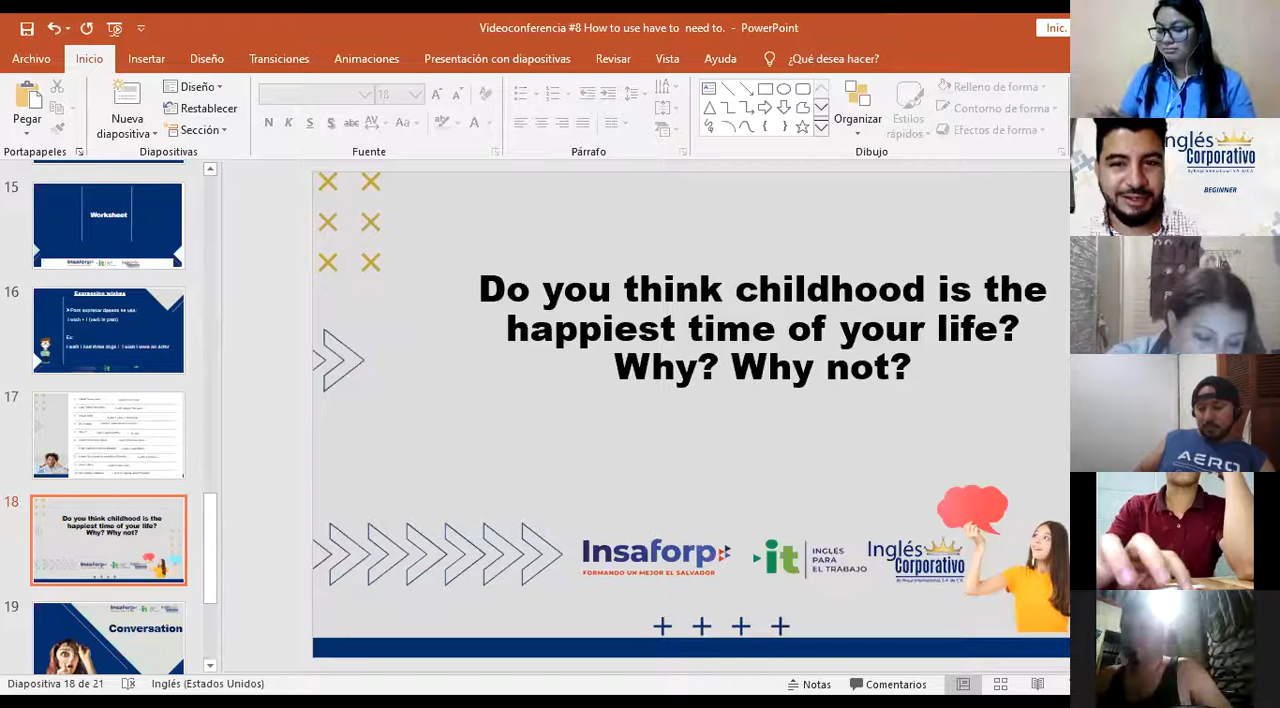 Videoconferencia #8 How to use have to need to. - PowerPoint
Inic.
Archivo Inicio Insertar Diseño Transiciones Animaciones Presentación con diapositivas Revisar Vista Ayuda ¿Qué desea hacer?
Pegar
Nueva diapositiva
Diseño
Restablecer
Sección
18
N K S S abc AV Aa A
Organizar
Estilos rápidos
Relleno de forma
Contorno de forma
Efectos de forma
Portapapeles Diapositivas Fuente Párrafo Dibujo
15
Worksheet
16
Expressing wishes
17
18
Do you think childhood is the
happiest time of your life?
Why? Why not?
19
Conversation
Do you think childhood is the
happiest time of your life?
Why? Why not?
Insaforp
FORMANDO UN MEJOR EL SALVADOR
it INGLÉS
PARA
EL TRABAJO
Inglés
Corporativo
Inglés
Corporativo
BEGINNER
AERO
Diapositiva 18 de 21 Inglés (Estados Unidos) Notas Comentarios